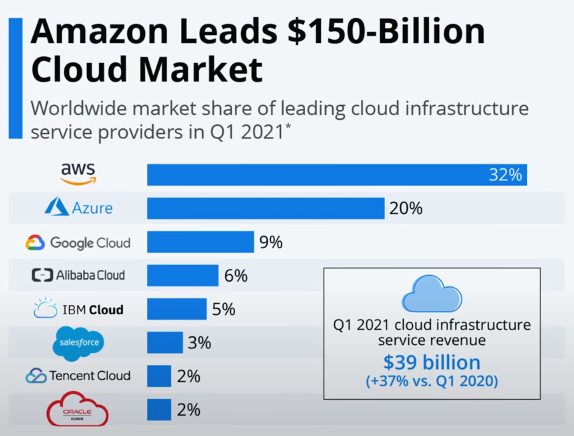 Amazon Leads $150-Billion
Cloud Market
Worldwide market share of leading cloud infrastructure
service providers in Q1 2021*
aws 32%
Azure 20%
Google Cloud 9%
Alibaba Cloud 6%
IBM Cloud 5%
salesforce 3%
Tencent Cloud 2%
ORACLE 2%
CLOUD
Q1 2021 cloud infrastructure
service revenue
$39 billion
(+37% vs. Q1 2020)